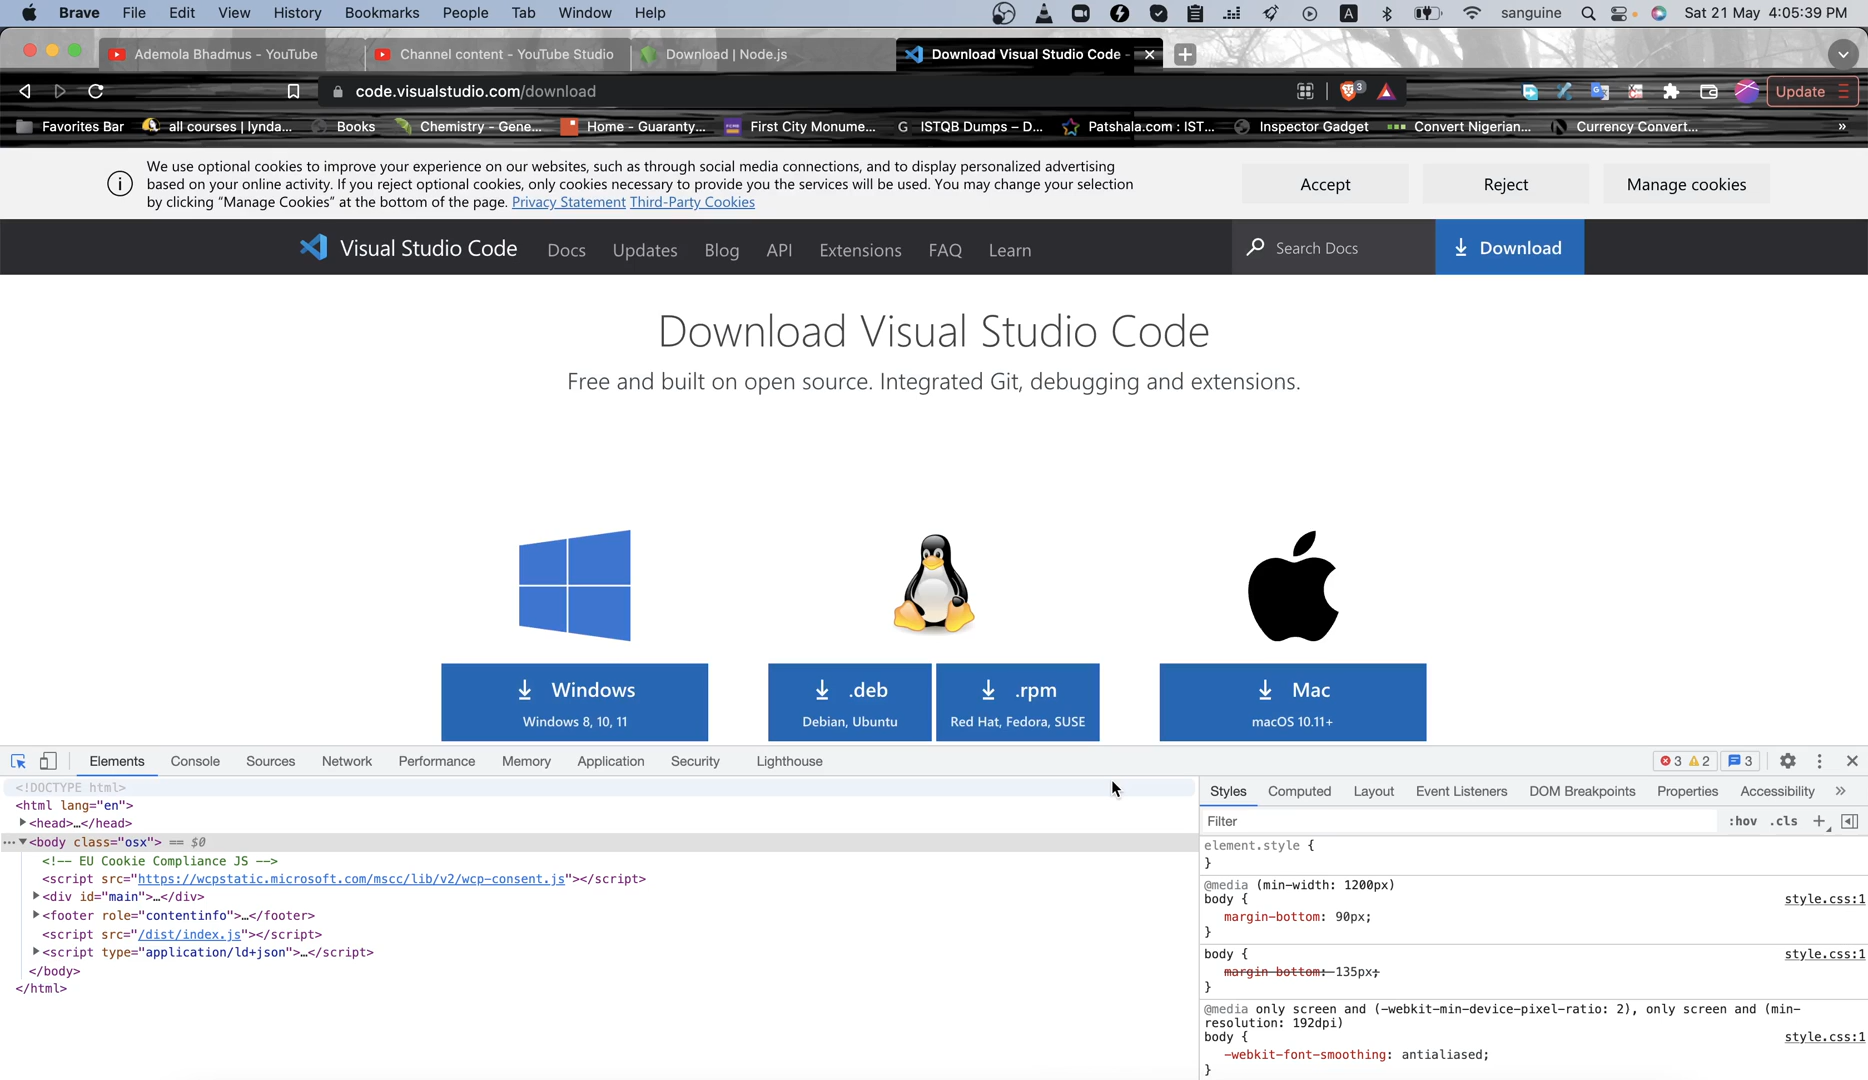 Brave File Edit View History Bookmarks People Tab Window Help sanguine Sat 21 May 4:05:39 PM
Ademola Bhadmus - YouTube Channel content - YouTube Studio Download | Node.js Download Visual Studio Code -
code.visualstudio.com/download 3 Update
Favorites Bar all courses | lynda... Books Chemistry - Gene... Home - Guaranty... First City Monume... ISTQB Dumps – D... Patshala.com : IST... Inspector Gadget Convert Nigerian... Currency Convert... »
We use optional cookies to improve your experience on our websites, such as through social media connections, and to display personalized advertising
based on your online activity. If you reject optional cookies, only cookies necessary to provide you the services will be used. You may change your selection
by clicking “Manage Cookies” at the bottom of the page. Privacy Statement Third-Party Cookies
Accept Reject Manage cookies
Visual Studio Code Docs Updates Blog API Extensions FAQ Learn Search Docs Download
Download Visual Studio Code
Free and built on open source. Integrated Git, debugging and extensions.
Windows
Windows 8, 10, 11
.deb
Debian, Ubuntu
.rpm
Red Hat, Fedora, SUSE
Mac
macOS 10.11+
Elements Console Sources Network Performance Memory Application Security Lighthouse 3 2 3
<!DOCTYPE html>
<html lang="en">
<head>…</head>
<body class="osx"> == $0
<!-- EU Cookie Compliance JS -->
<script src="https://wcpstatic.microsoft.com/mscc/lib/v2/wcp-consent.js"></script>
<div id="main">…</div>
<footer role="contentinfo">…</footer>
<script src="/dist/index.js"></script>
<script type="application/ld+json">…</script>
</body>
</html>
Styles Computed Layout Event Listeners DOM Breakpoints Properties Accessibility »
Filter :hov .cls +
element.style {
}
@media (min-width: 1200px)
body { style.css:1
margin-bottom: 90px;
}
body { style.css:1
margin-bottom: 135px;
}
@media only screen and (-webkit-min-device-pixel-ratio: 2), only screen and (min-
resolution: 192dpi)
body { style.css:1
-webkit-font-smoothing: antialiased;
}